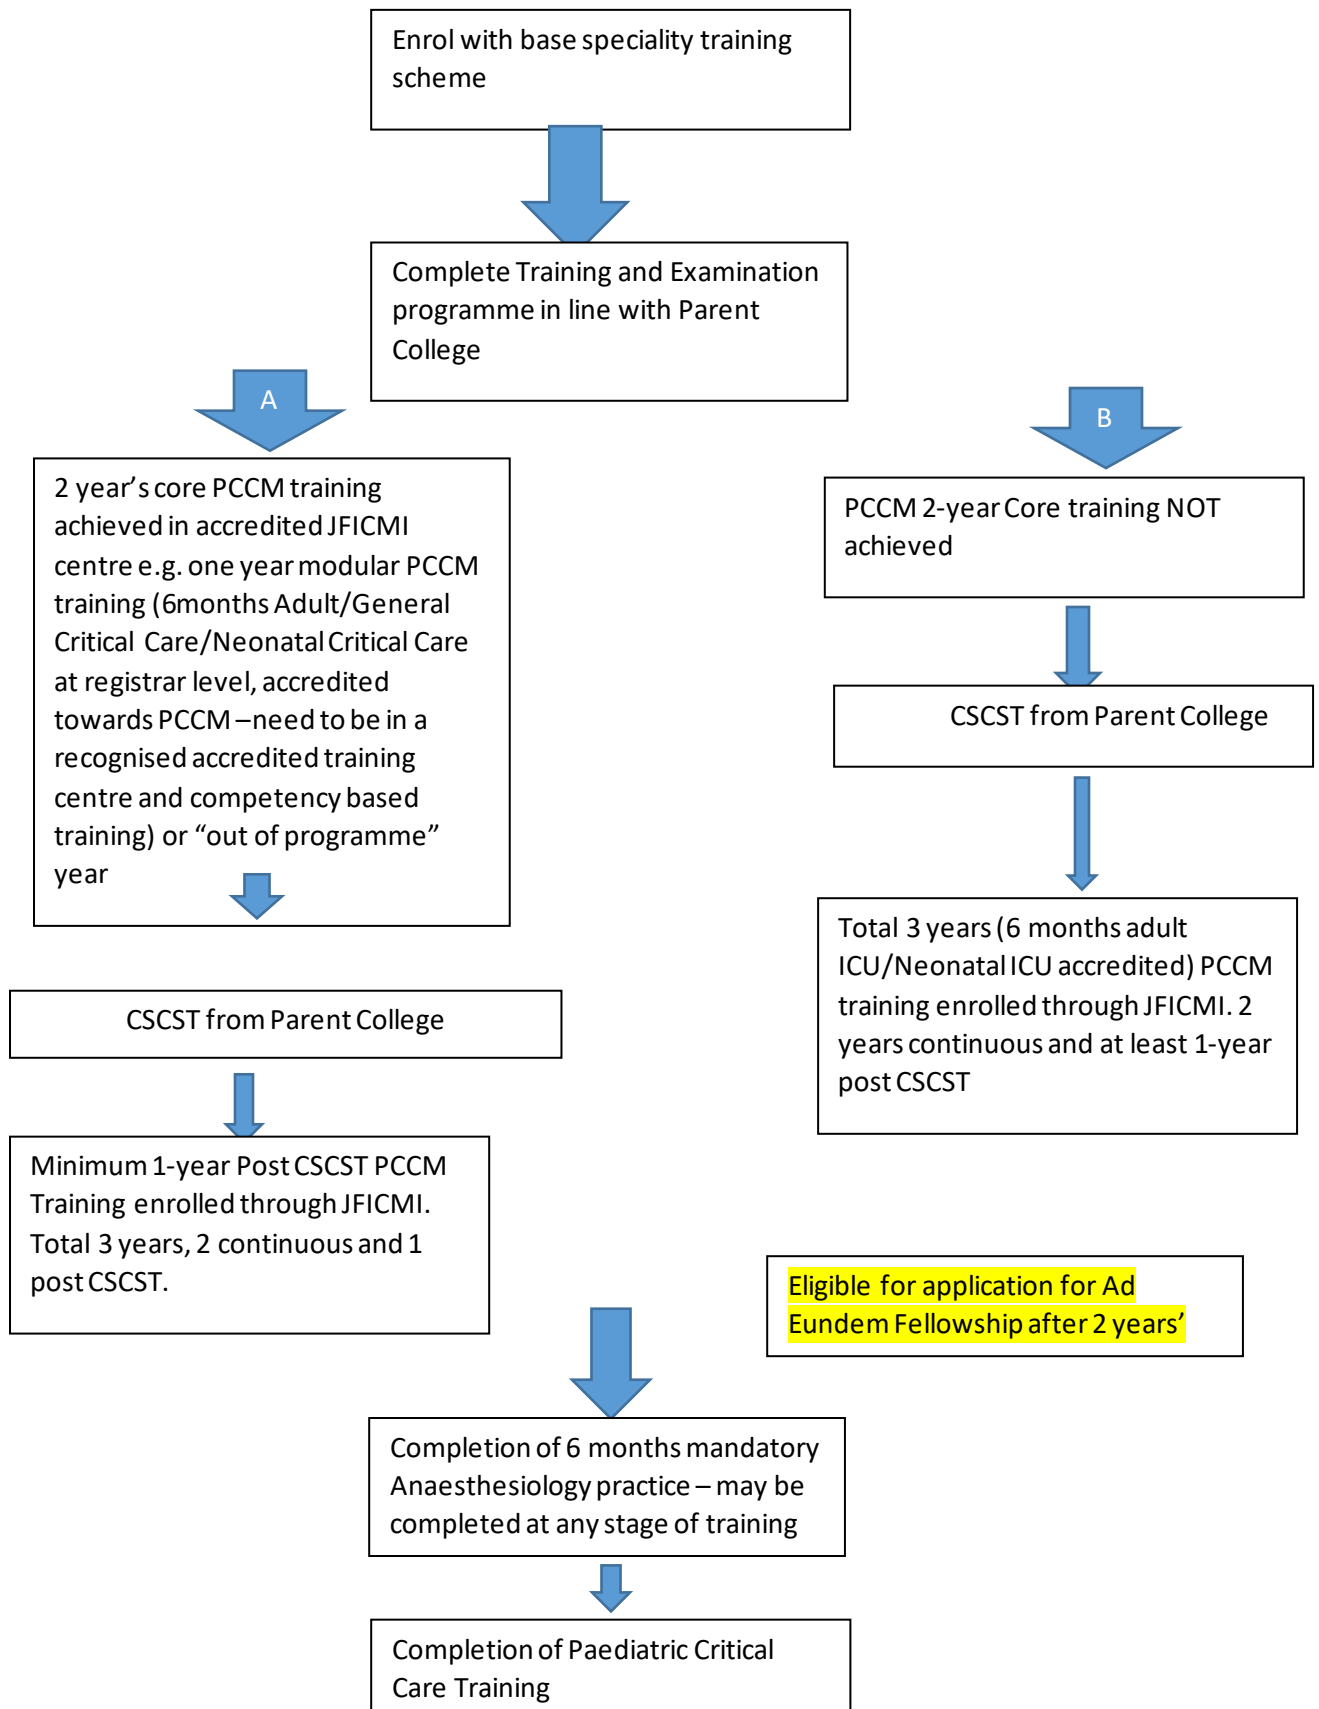 Enrol with base speciality training
scheme
Complete Training and Examination
programme in line with Parent
College
A
2 year’s core PCCM training
achieved in accredited JFICMI
centre e.g. one year modular PCCM
training (6months Adult/General
Critical Care/Neonatal Critical Care
at registrar level, accredited
towards PCCM – need to be in a
recognised accredited training
centre and competency based
training) or “out of programme”
year
CSCST from Parent College
Minimum 1-year Post CSCST PCCM
Training enrolled through JFICMI.
Total 3 years, 2 continuous and 1
post CSCST.
B
PCCM 2-year Core training NOT
achieved
CSCST from Parent College
Total 3 years (6 months adult
ICU/Neonatal ICU accredited) PCCM
training enrolled through JFICMI. 2
years continuous and at least 1-year
post CSCST
Eligible for application for Ad
Eundem Fellowship after 2 years’
Completion of 6 months mandatory
Anaesthesiology practice – may be
completed at any stage of training
Completion of Paediatric Critical
Care Training